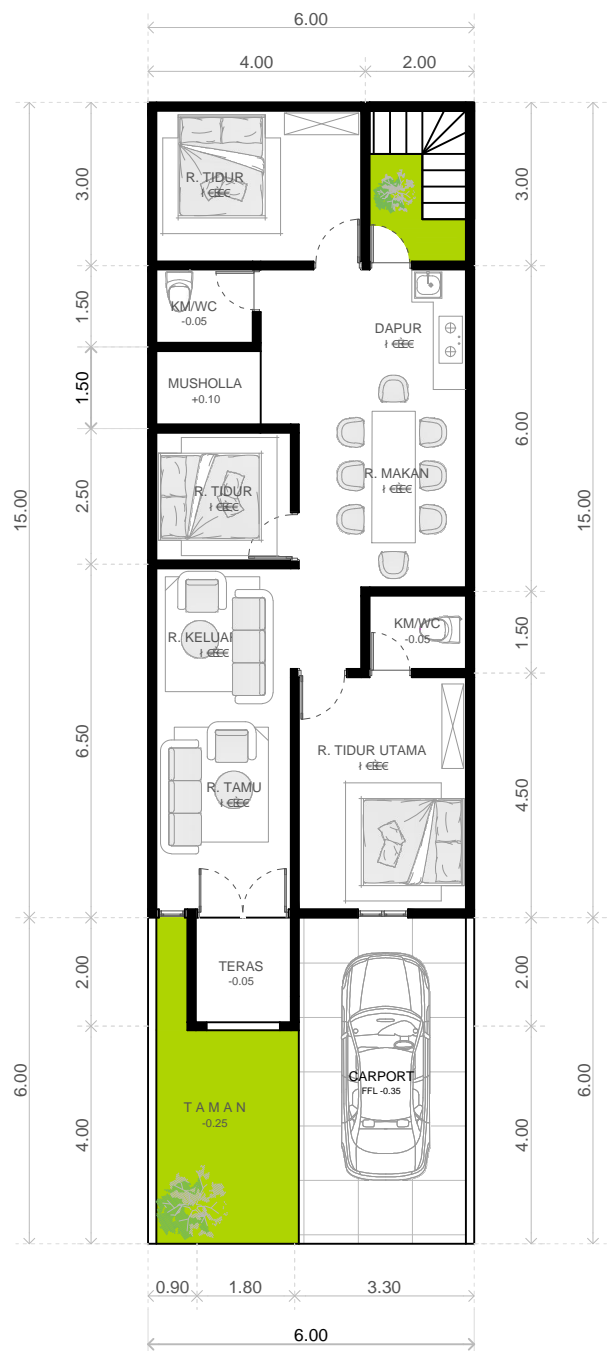 6.00
4.00
2.00
3.00
3.00
R. TIDUR
1.50
KM/WC
-0.05
DAPUR
1.50
MUSHOLLA
+0.10
6.00
15.00
15.00
2.50
R. TIDUR
R. MAKAN
R. KELUAR
KM/WC
-0.05
1.50
6.50
R. TIDUR UTAMA
R. TAMU
4.50
2.00
TERAS
-0.05
2.00
6.00
CARPORT
FFL -0.35
6.00
TAMAN
-0.25
4.00
4.00
0.90
1.80
3.30
6.00